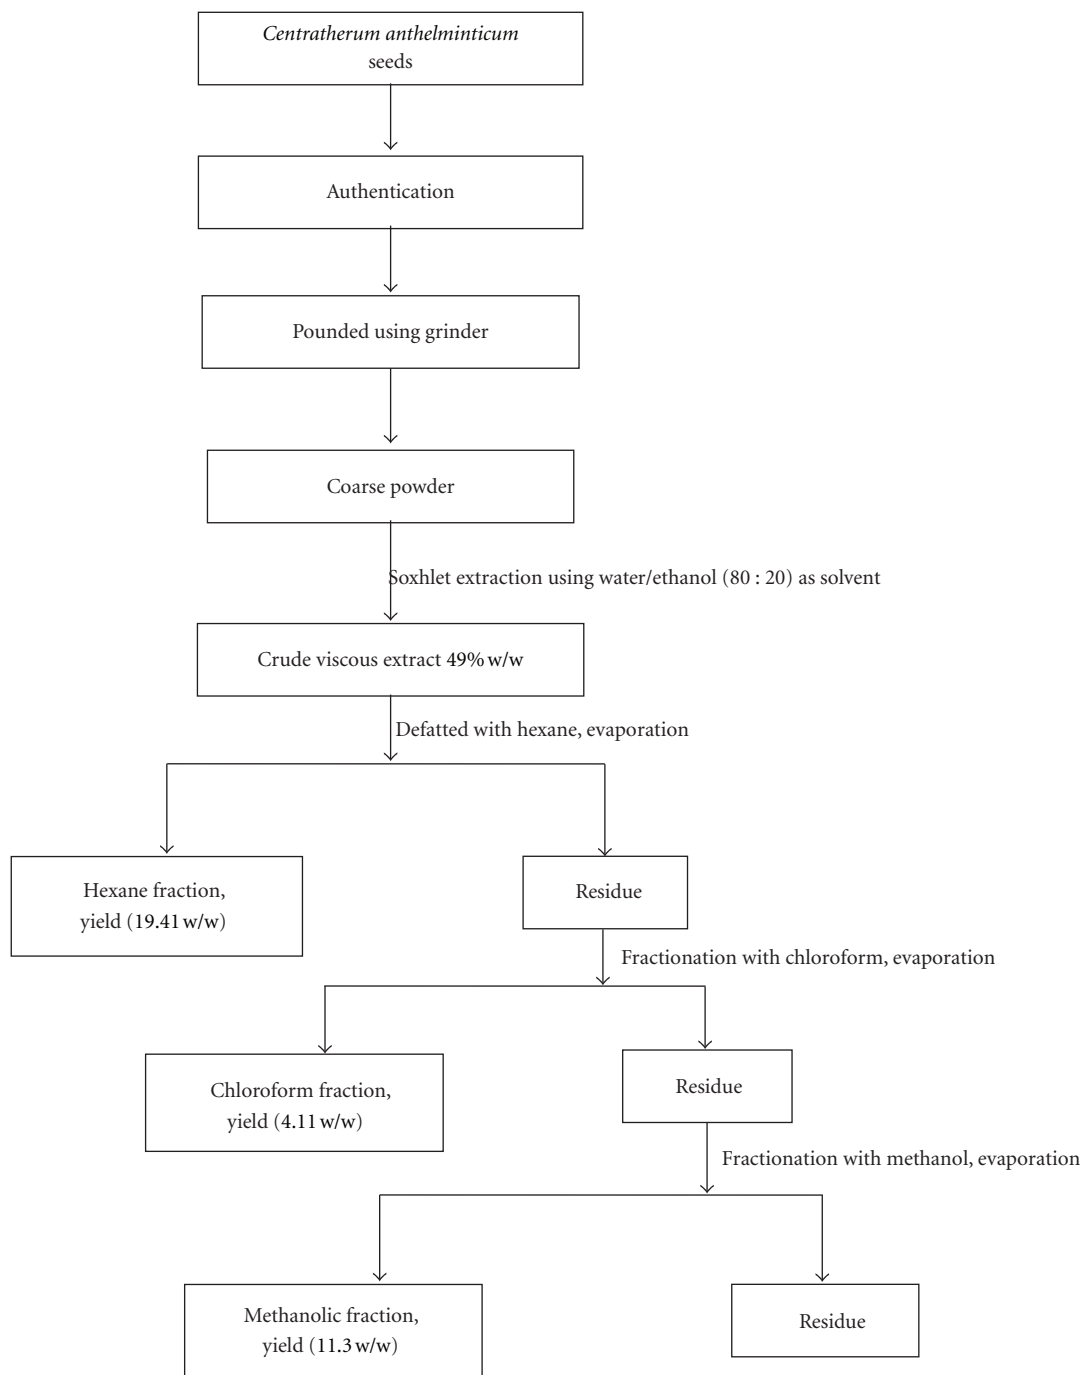 Centratherum anthelminticum
seeds
Authentication
Pounded using grinder
Coarse powder
Soxhlet extraction using water/ethanol (80 : 20) as solvent
Crude viscous extract 49% w/w
Defatted with hexane, evaporation
Hexane fraction,
yield (19.41 w/w)
Residue
Fractionation with chloroform, evaporation
Chloroform fraction,
yield (4.11 w/w)
Residue
Fractionation with methanol, evaporation
Methanolic fraction,
yield (11.3 w/w)
Residue